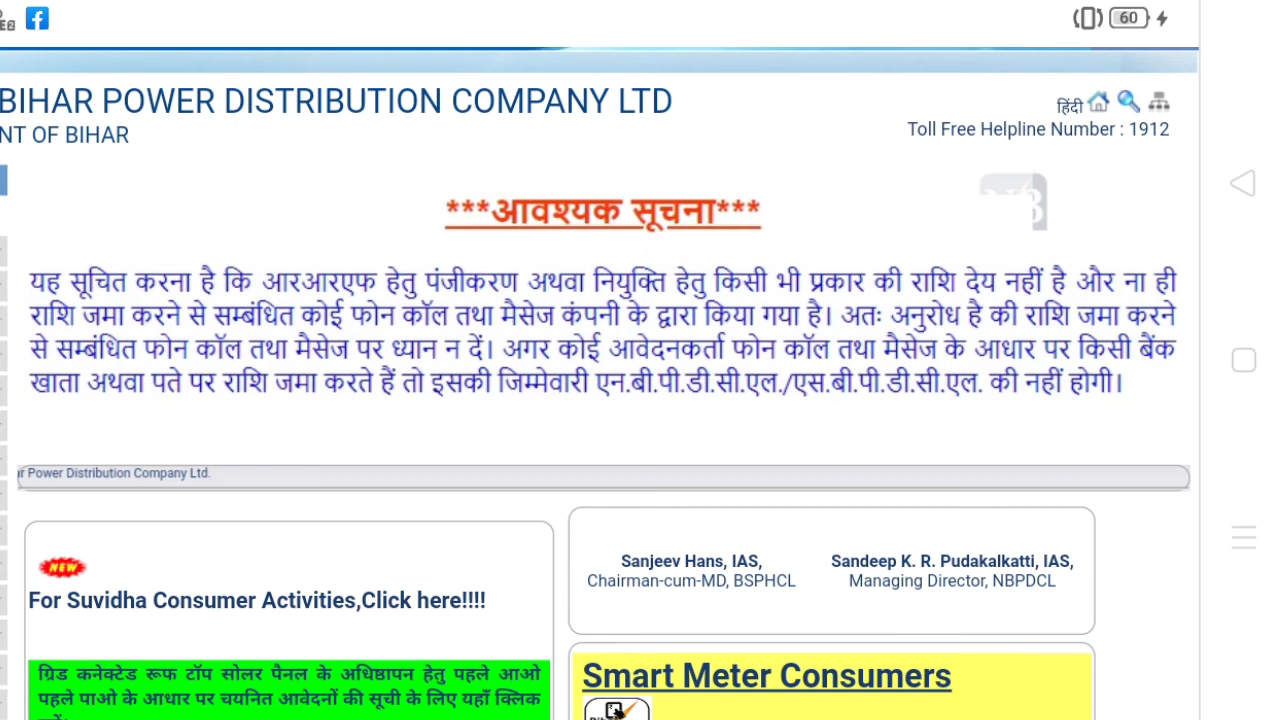 60
BIHAR POWER DISTRIBUTION COMPANY LTD
NT OF BIHAR
हिंदी
Toll Free Helpline Number : 1912
***आवश्यक सूचना***
यह सूचित करना है कि आरआरएफ हेतु पंजीकरण अथवा नियुक्ति हेतु किसी भी प्रकार की राशि देय नहीं है और ना ही
राशि जमा करने से सम्बंधित कोई फोन कॉल तथा मैसेज कंपनी के द्वारा किया गया है। अतः अनुरोध है की राशि जमा करने
से सम्बंधित फोन कॉल तथा मैसेज पर ध्यान न दें। अगर कोई आवेदनकर्ता फोन कॉल तथा मैसेज के आधार पर किसी बैंक
खाता अथवा पते पर राशि जमा करते हैं तो इसकी जिम्मेवारी एन.बी.पी.डी.सी.एल./एस.बी.पी.डी.सी.एल. की नहीं होगी।
Power Distribution Company Ltd.
NEW
For Suvidha Consumer Activities,Click here!!!!
Sanjeev Hans, IAS,
Chairman-cum-MD, BSPHCL
Sandeep K. R. Pudakalkatti, IAS,
Managing Director, NBPDCL
ग्रिड कनेक्टेड रूफ टॉप सोलर पैनल के अधिष्ठापन हेतु पहले आओ
पहले पाओ के आधार पर चयनित आवेदनों की सूची के लिए यहाँ क्लिक
Smart Meter Consumers